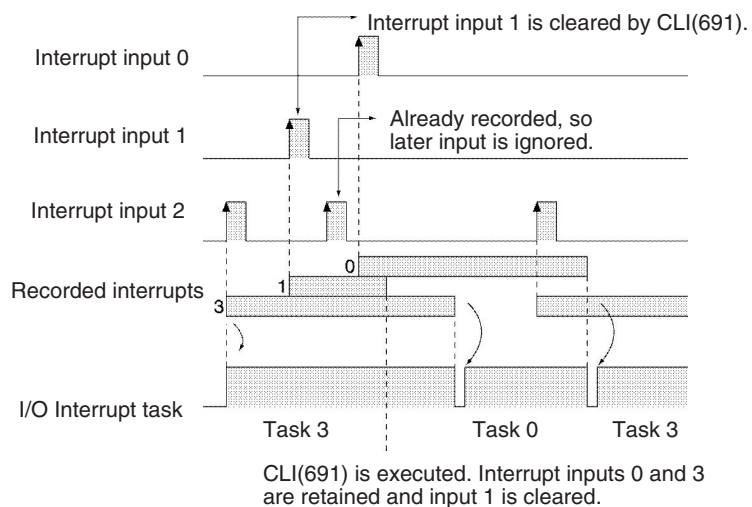 Interrupt input 1 is cleared by CLI(691).
Interrupt input 0
Already recorded, so
later input is ignored.
Interrupt input 1
Interrupt input 2
0
1
Recorded interrupts
3
I/O Interrupt task
Task 3
Task 0
Task 3
CLI(691) is executed. Interrupt inputs 0 and 3
are retained and input 1 is cleared.